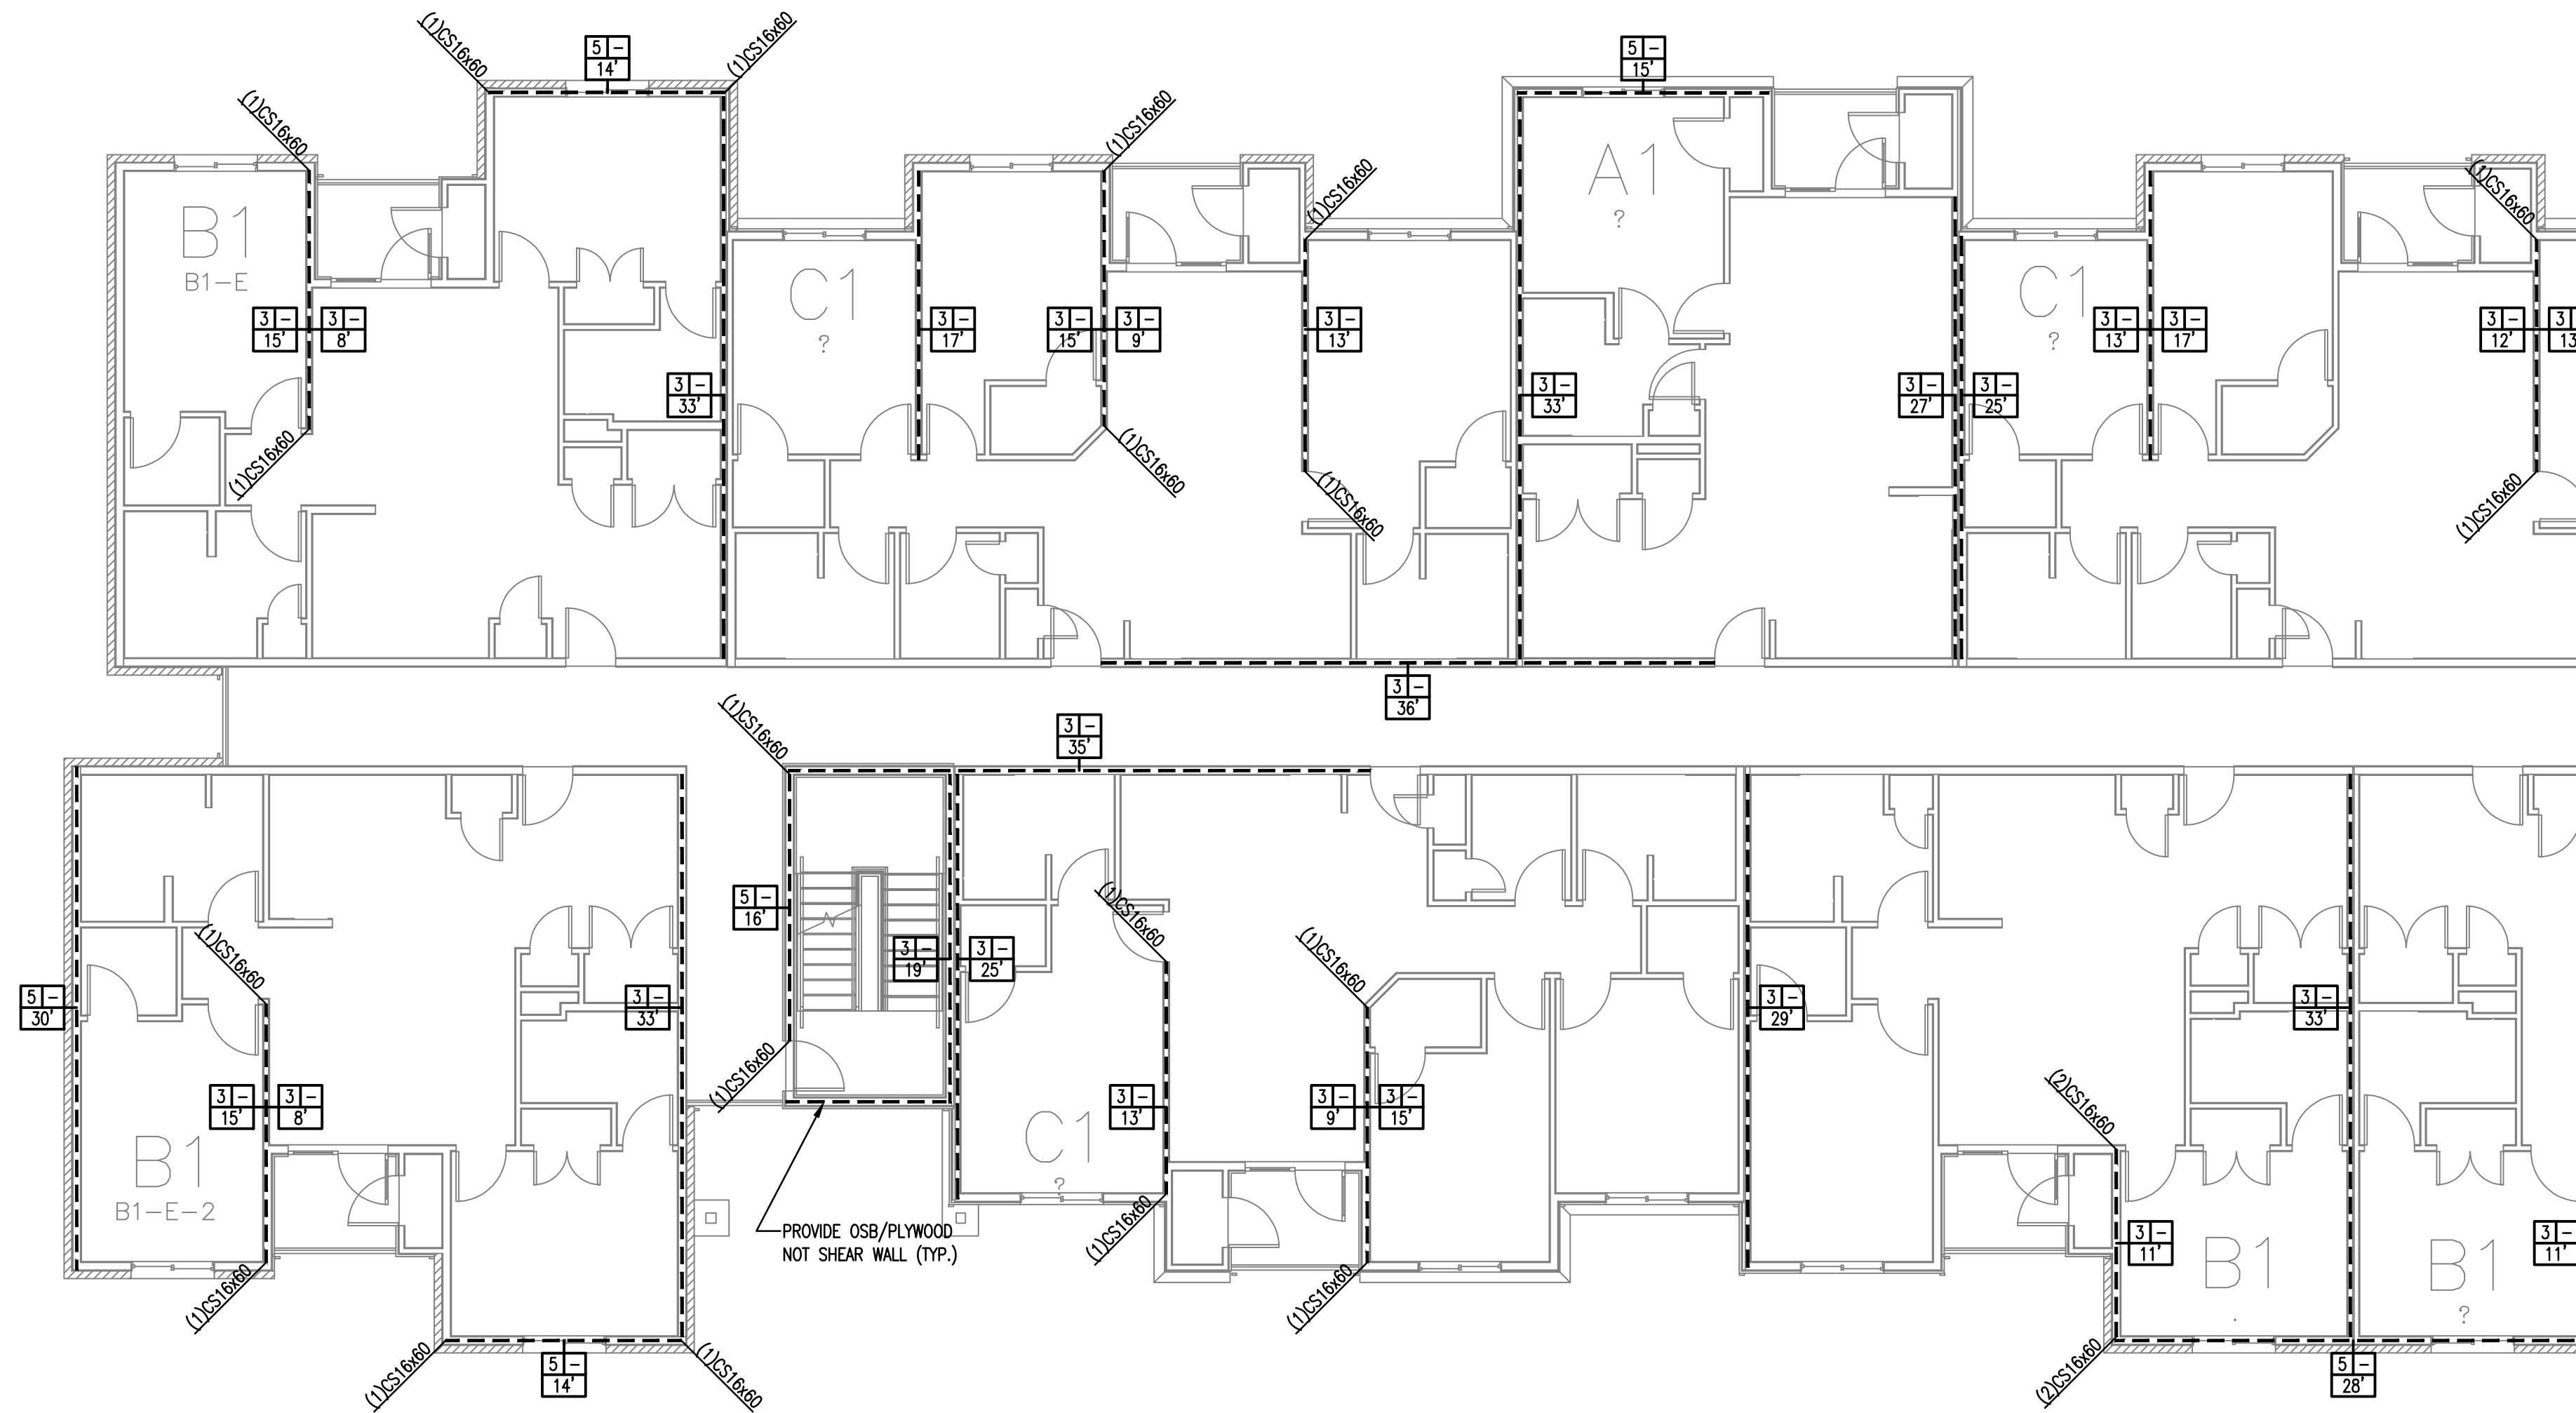 (1)CS16x60
(1)CS16x60
5 –
14'
5 –
15'
(1)CS16x60
(1)CS16x60
(1)CS16x60
(1)CS16x60
A1
?
B1
B1-E
C1
?
C1
?
3 –
15'
3 –
8'
3 –
17'
3 –
15'
3 –
9'
3 –
13'
3 –
13'
3 –
17'
3 –
12'
3
13
3 –
33'
3 –
33'
3 –
27'
3 –
25'
(1)CS16x60
(1)CS16x60
(1)CS16x60
(1)CS16x60
3 –
36'
(1)CS16x60
3 –
35'
5 –
16'
(1)CS16x60
(1)CS16x60
(1)CS16x60
3 –
19'
3 –
25'
5 –
30'
3 –
33'
3 –
29'
3 –
33'
(1)CS16x60
(2)CS16x60
3 –
15'
3 –
8'
3 –
13'
3 –
9'
3 –
15'
B1
B1-E-2
C1
?
PROVIDE OSB/PLYWOOD
NOT SHEAR WALL (TYP.)
(1)CS16x60
(1)CS16x60
(1)CS16x60
3 –
11'
B1
.
B1
?
3 –
11'
(1)CS16x60
5 –
14'
(1)CS16x60
(2)CS16x60
5 –
28'